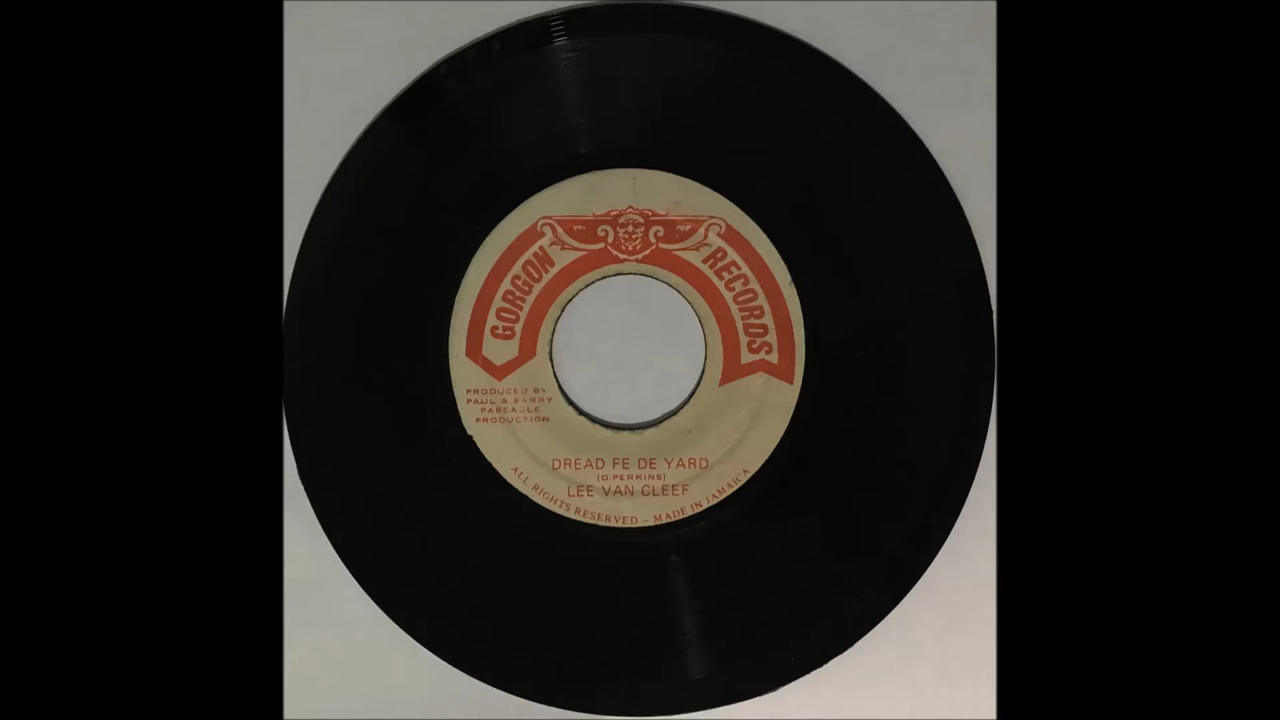 GORGON RECORDS
PRODUCED BY:
PAUL & BARRY
PABEAGLE
PRODUCTION
DREAD FE DE YARD
(D.PERKINS)
LEE VAN CLEEF
ALL RIGHTS RESERVED – MADE IN JAMAICA